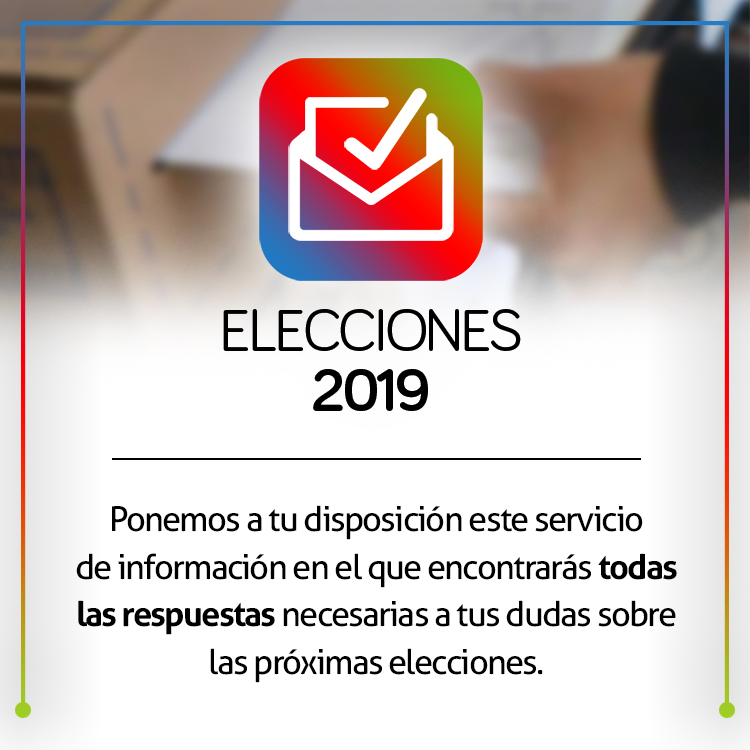 ELECCIONES
2019
Ponemos a tu disposición este servicio
de información en el que encontrarás todas
las respuestas necesarias a tus dudas sobre
las próximas elecciones.